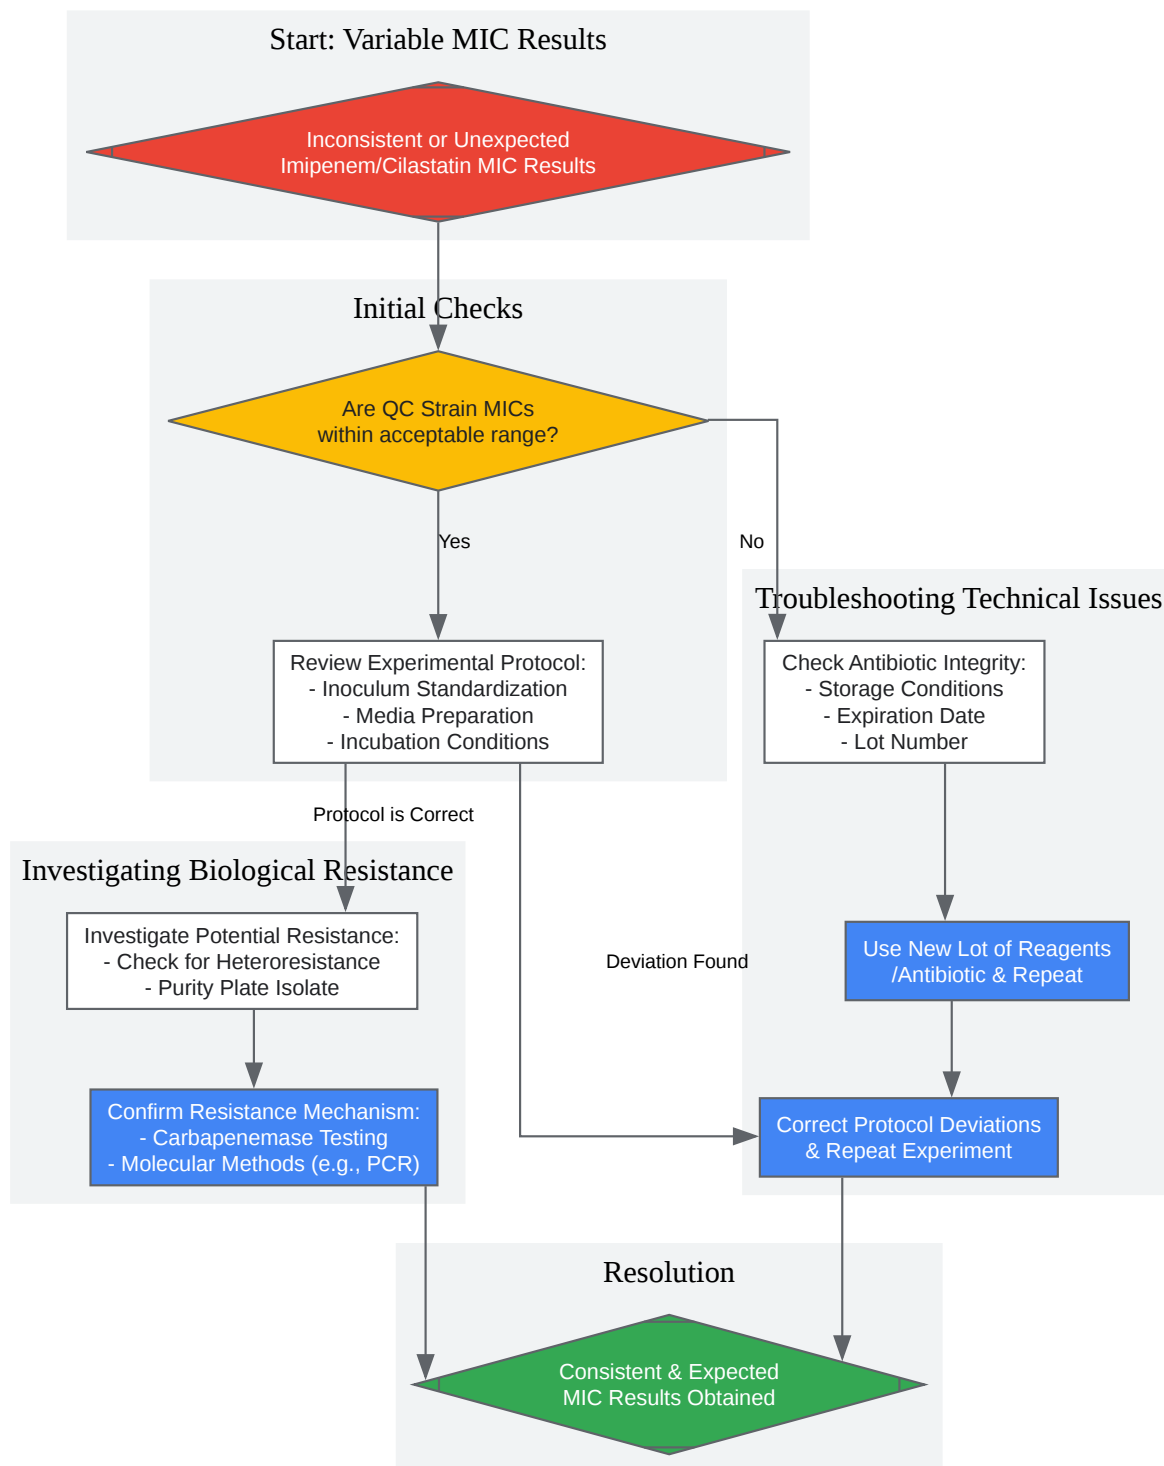 Start: Variable MIC Results
Inconsistent or Unexpected
Imipenem/Cilastatin MIC Results
Initial Checks
Are QC Strain MICs
within acceptable range?
Yes
No
Troubleshooting Technical Issues
Review Experimental Protocol:
- Inoculum Standardization
- Media Preparation
- Incubation Conditions
Check Antibiotic Integrity:
- Storage Conditions
- Expiration Date
- Lot Number
Protocol is Correct
Investigating Biological Resistance
Investigate Potential Resistance:
- Check for Heteroresistance
- Purity Plate Isolate
Deviation Found
Use New Lot of Reagents
/Antibiotic & Repeat
Confirm Resistance Mechanism:
- Carbapenemase Testing
- Molecular Methods (e.g., PCR)
Correct Protocol Deviations
& Repeat Experiment
Resolution
Consistent & Expected
MIC Results Obtained